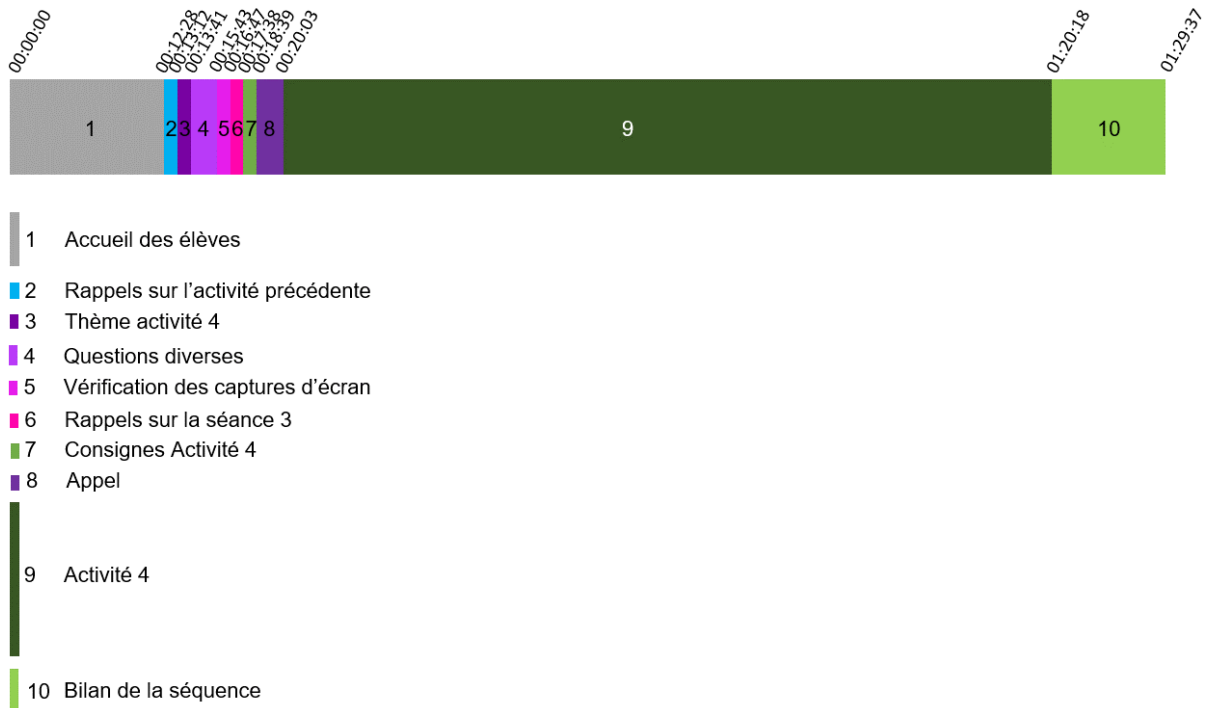 00:00:00
00:12:28
00:13:12
00:13:41
00:15:43
00:16:47
00:17:38
00:18:39
00:20:03
01:20:18
01:29:37
1 2 3 4 5 6 7 8 9 10
1 Accueil des élèves
2 Rappels sur l’activité précédente
3 Thème activité 4
4 Questions diverses
5 Vérification des captures d’écran
6 Rappels sur la séance 3
7 Consignes Activité 4
8 Appel
9 Activité 4
10 Bilan de la séquence